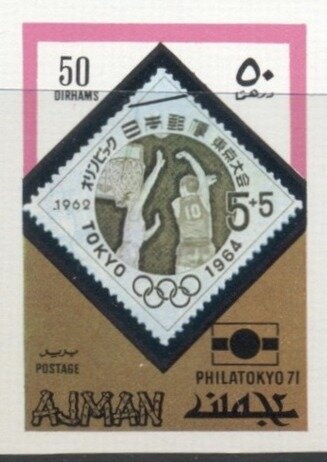 50
DIRHAMS
٥٠
درهمًا
オリンピック 日本郵便 東京大会
1962
10
5+5
TOKYO 1964
بريد
POSTAGE
PHILATOKYO 71
AJMAN
عجمان